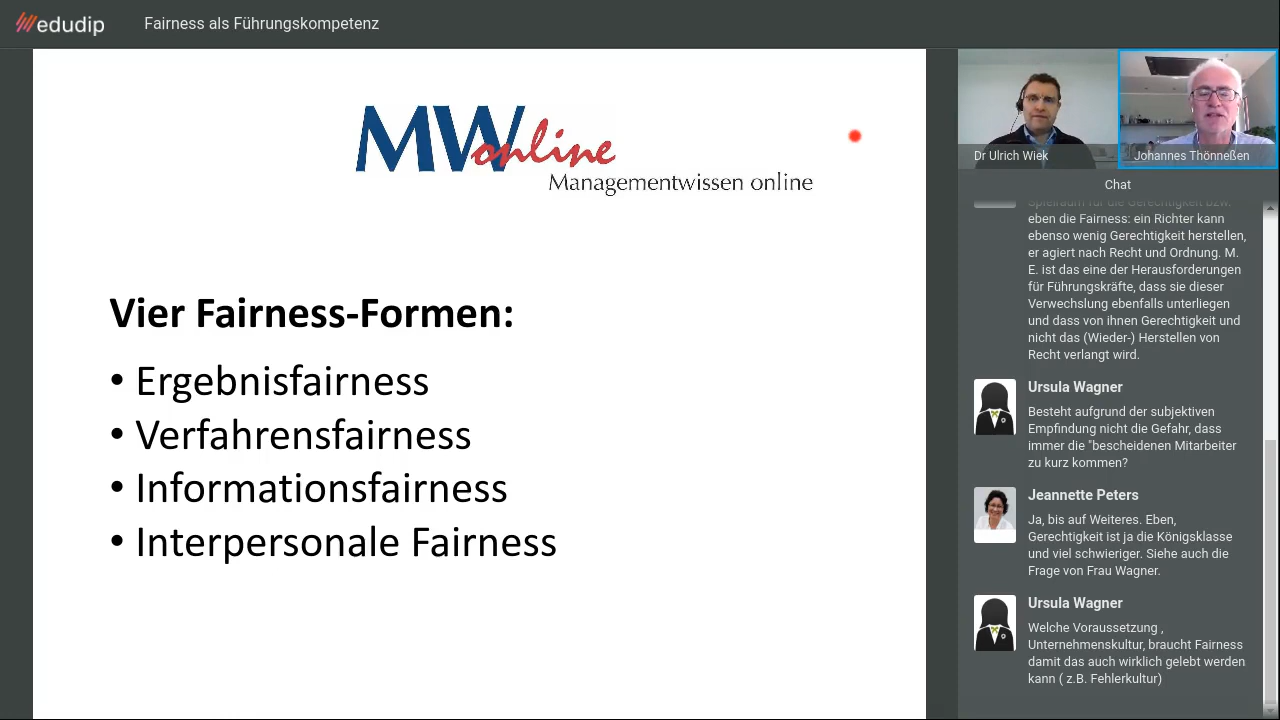 edudip
Fairness als Führungskompetenz
MWonline
Managementwissen online
Vier Fairness-Formen:
• Ergebnisfairness
• Verfahrensfairness
• Informationsfairness
• Interpersonale Fairness
Dr Ulrich Wiek
Johannes Thönneßen
Chat
Spielraum für die Gerechtigkeit bzw.
eben die Fairness: ein Richter kann
ebenso wenig Gerechtigkeit herstellen,
er agiert nach Recht und Ordnung. M.
E. ist das eine der Herausforderungen
für Führungskräfte, dass sie dieser
Verwechslung ebenfalls unterliegen
und dass von ihnen Gerechtigkeit und
nicht das (Wieder-) Herstellen von
Recht verlangt wird.
Ursula Wagner
Besteht aufgrund der subjektiven
Empfindung nicht die Gefahr, dass
immer die "bescheidenen Mitarbeiter
zu kurz kommen?
Jeannette Peters
Ja, bis auf Weiteres. Eben,
Gerechtigkeit ist ja die Königsklasse
und viel schwieriger. Siehe auch die
Frage von Frau Wagner.
Ursula Wagner
Welche Voraussetzung ,
Unternehmenskultur, braucht Fairness
damit das auch wirklich gelebt werden
kann ( z.B. Fehlerkultur)